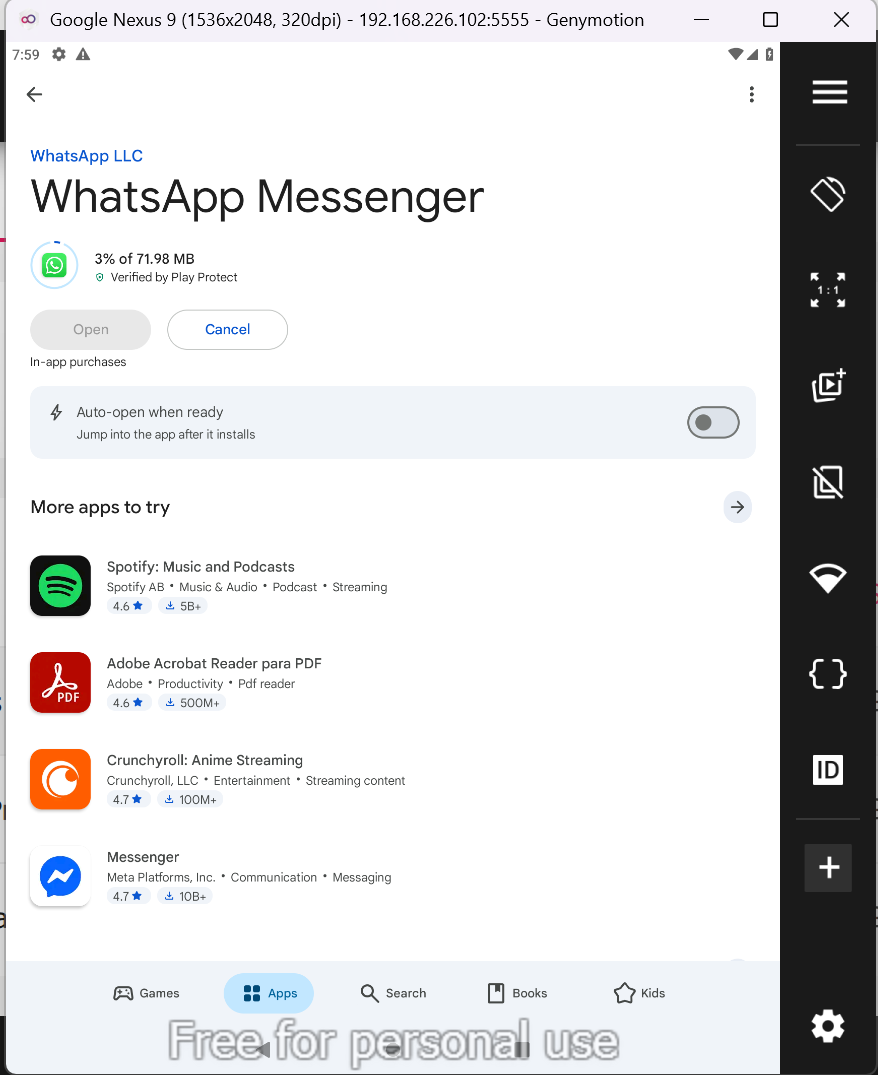 Google Nexus 9 (1536x2048, 320dpi) - 192.168.226.102:5555 - Genymotion
7:59
WhatsApp LLC
WhatsApp Messenger
3% of 71.98 MB
Verified by Play Protect
Open
Cancel
In-app purchases
Auto-open when ready
Jump into the app after it installs
1:1
More apps to try
Spotify: Music and Podcasts
Spotify AB • Music & Audio • Podcast • Streaming
4.6 ★ 5B+
Adobe Acrobat Reader para PDF
Adobe • Productivity • Pdf reader
4.6 ★ 500M+
PDF
Crunchyroll: Anime Streaming
Crunchyroll, LLC • Entertainment • Streaming content
4.7 ★ 100M+
ID
Messenger
Meta Platforms, Inc. • Communication • Messaging
4.7 ★ 10B+
Games
Apps
Search
Books
Kids
Free for personal use